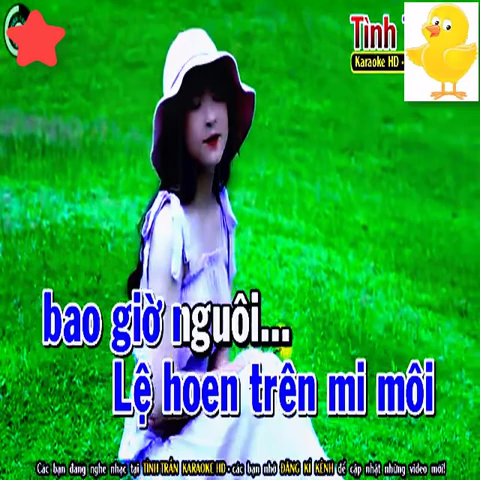 Tình
Karaoke HD -
bao giờ nguôi...
Lệ hoen trên mi môi
Các bạn đang nghe nhạc tại TÌNH TRẦN KARAOKE HD - các bạn nhớ ĐĂNG KÍ KÊNH để cập nhật những video mới!